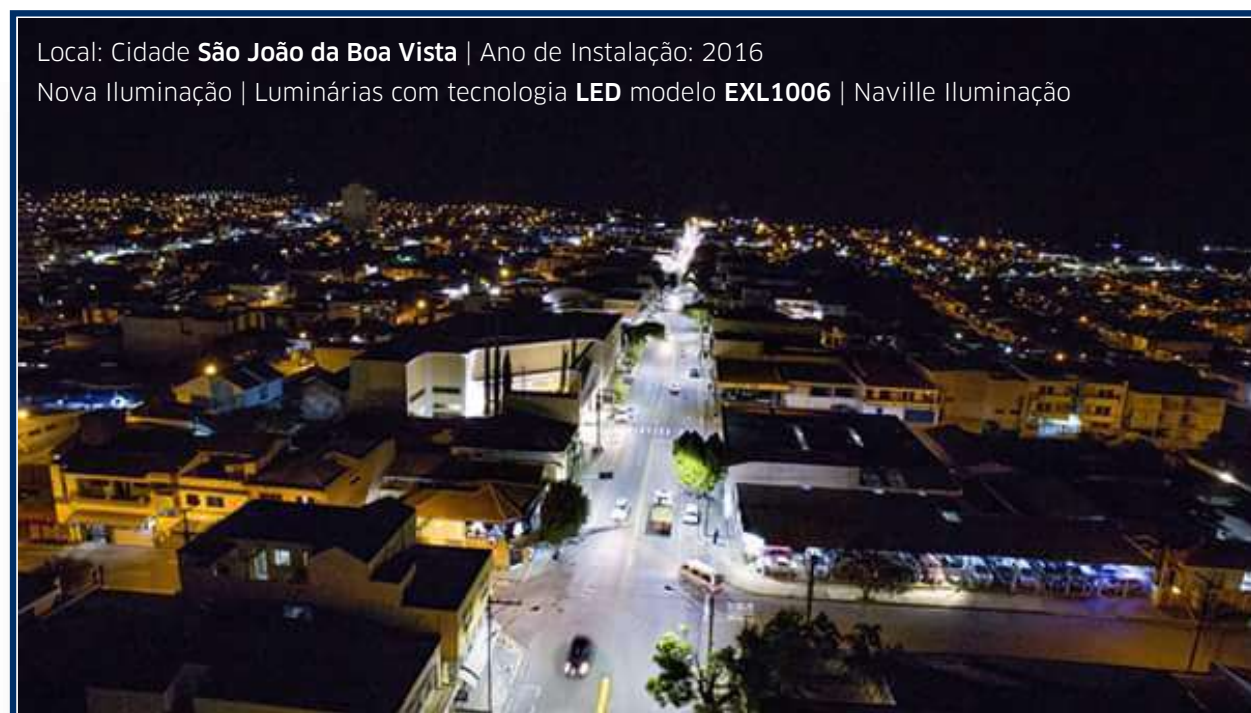 Local: Cidade São João da Boa Vista | Ano de Instalação: 2016
Nova Iluminação | Luminárias com tecnologia LED modelo EXL1006 | Naville Iluminação